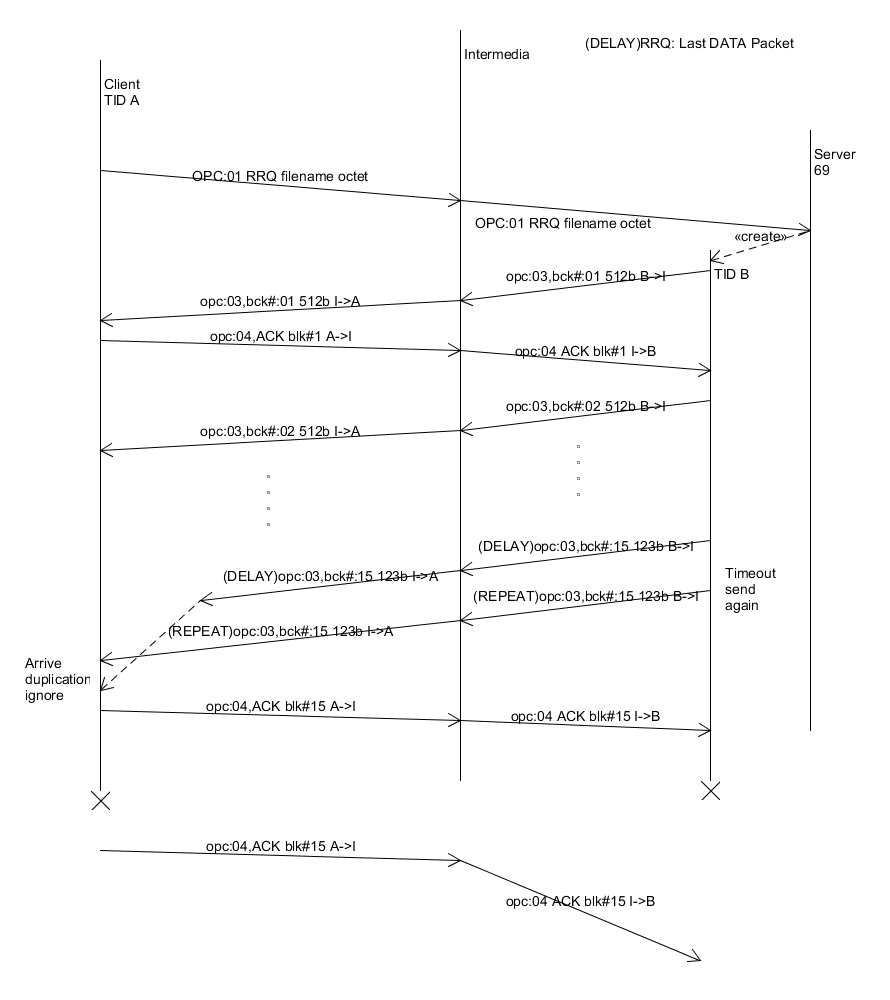 (DELAY)RRQ: Last DATA Packet
Intermedia
Client
TID A
Server
69
OPC:01 RRQ filename octet
OPC:01 RRQ filename octet
«create»
TID B
opc:03,bck#:01 512b B->I
opc:03,bck#:01 512b I->A
opc:04,ACK blk#1 A->I
opc:04 ACK blk#1 I->B
opc:03,bck#:02 512b B->I
opc:03,bck#:02 512b I->A
(DELAY)opc:03,bck#:15 123b B->I
(DELAY)opc:03,bck#:15 123b I->A
Timeout
send
again
(REPEAT)opc:03,bck#:15 123b B->I
(REPEAT)opc:03,bck#:15 123b I->A
Arrive
duplication
ignore
opc:04,ACK blk#15 A->I
opc:04 ACK blk#15 I->B
opc:04,ACK blk#15 A->I
opc:04 ACK blk#15 I->B